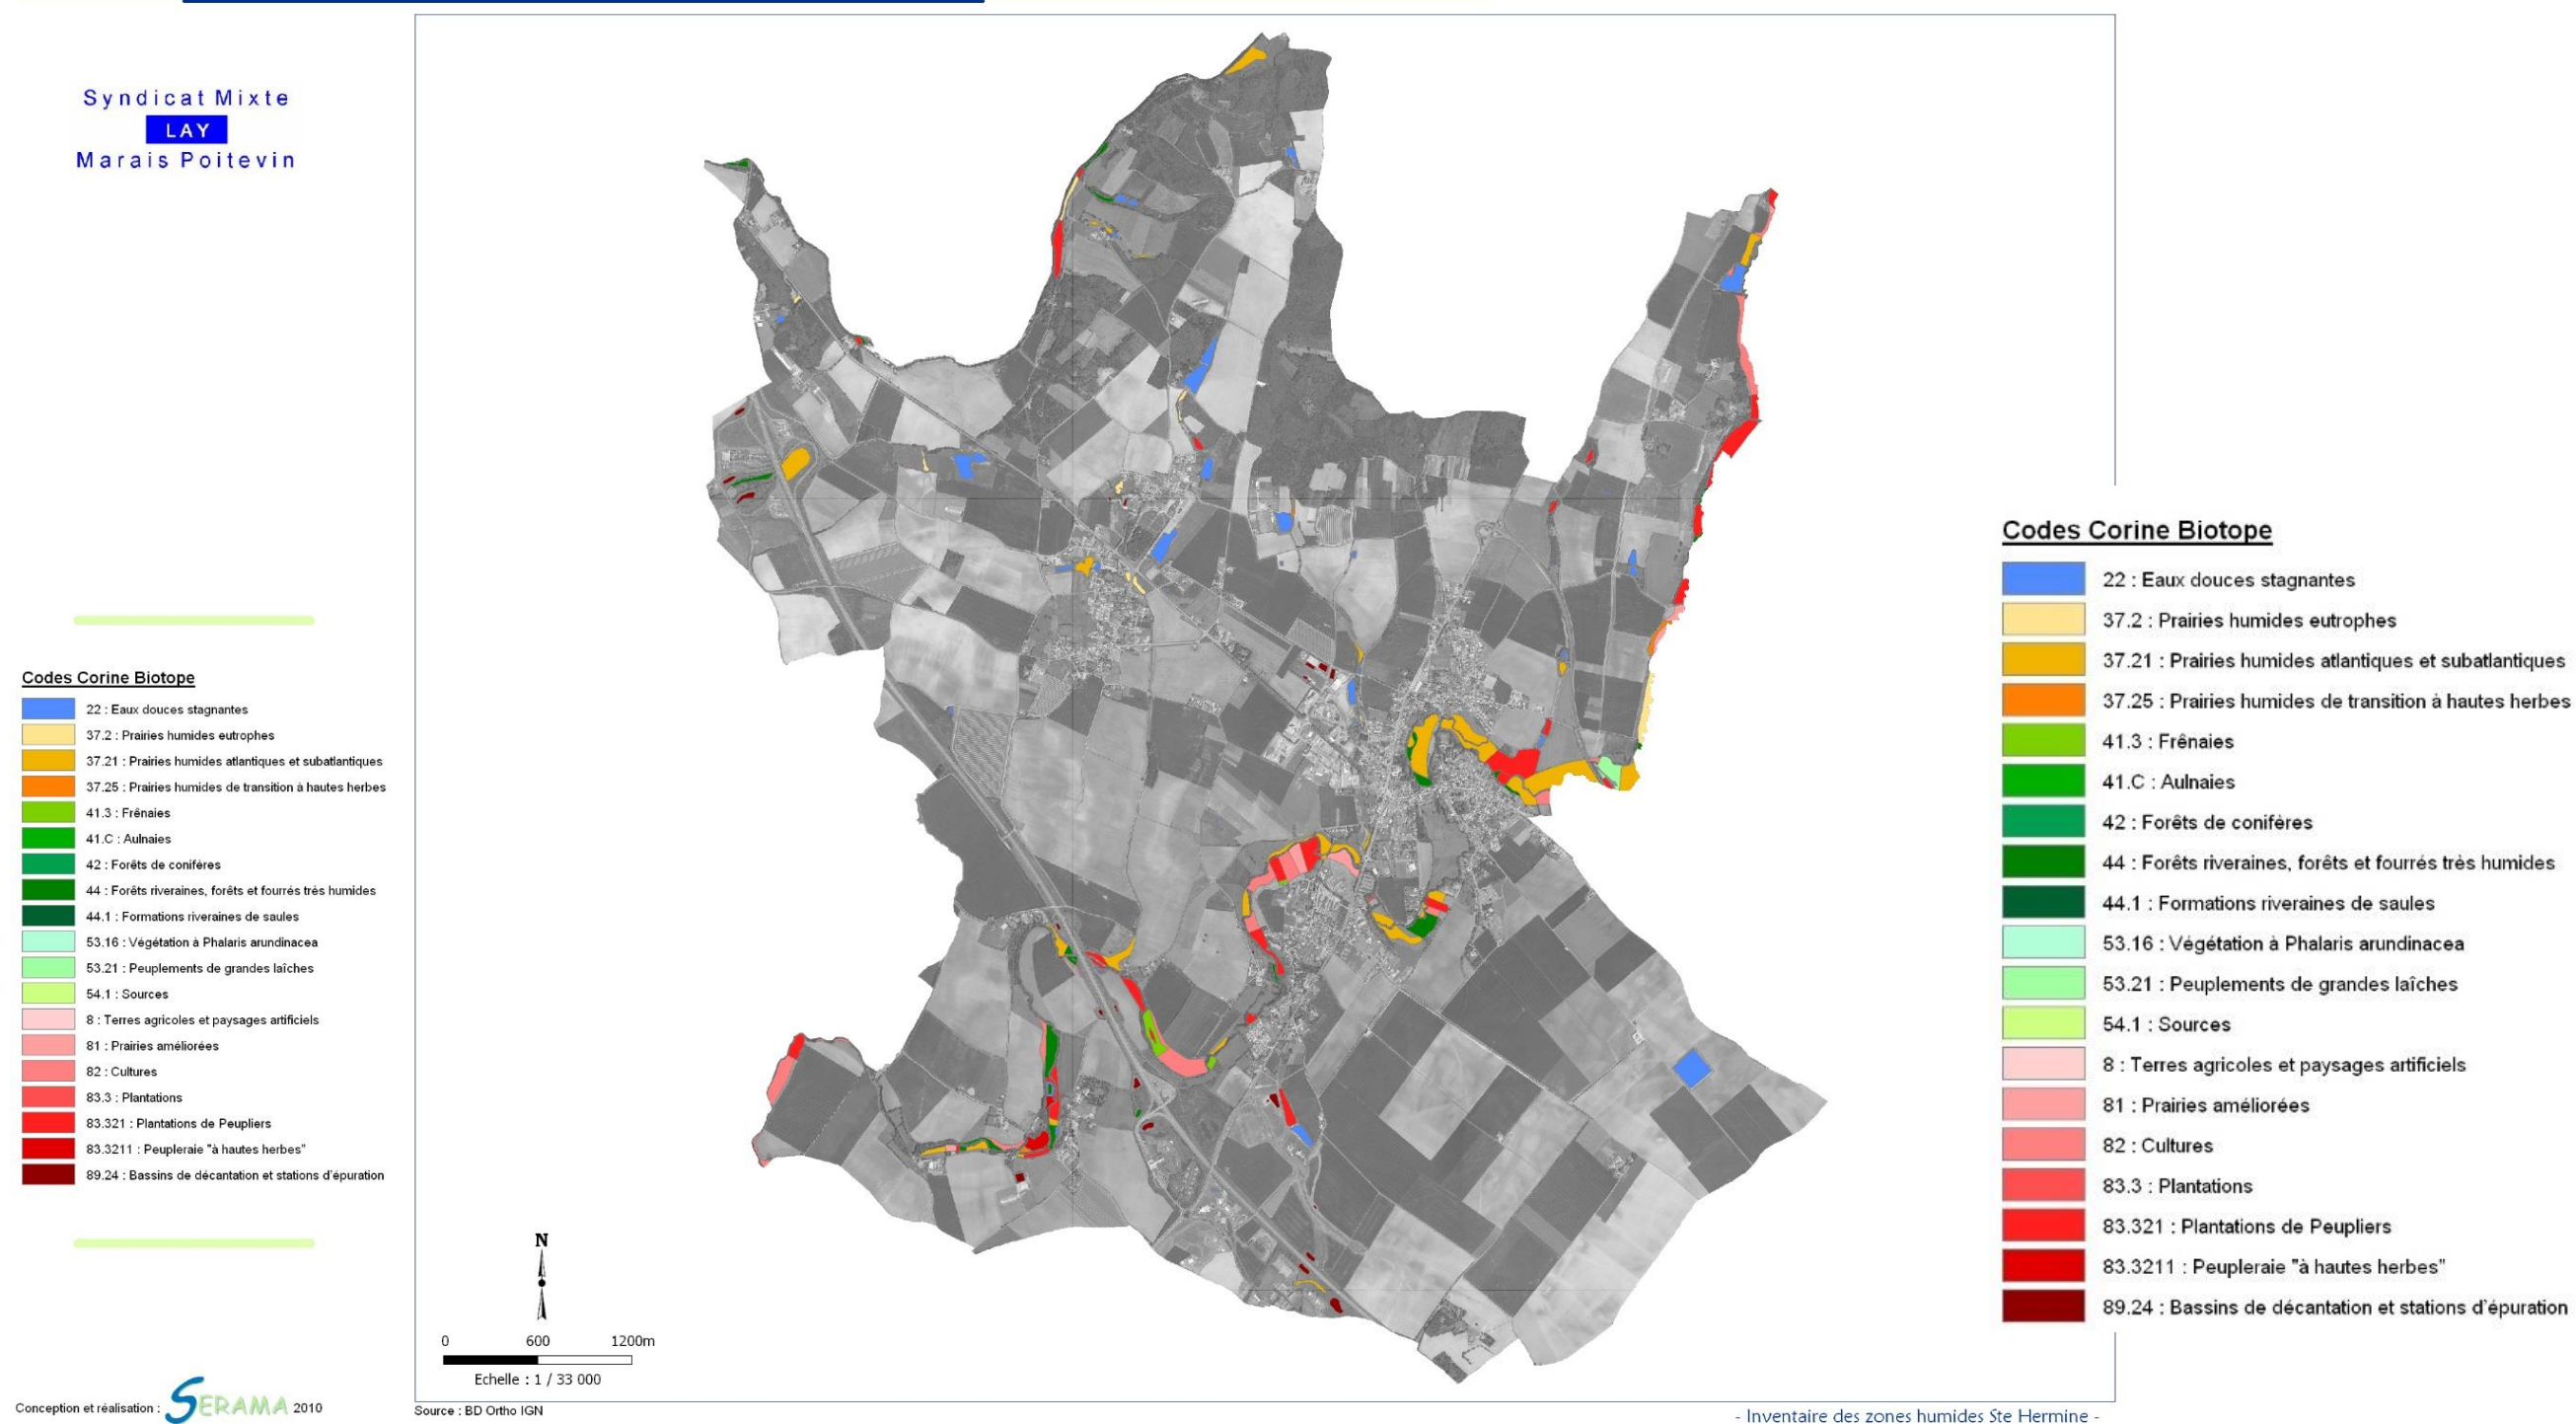 Syndicat Mixte
LAY
Marais Poitevin
Codes Corine Biotope
22 : Eaux douces stagnantes
37.2 : Prairies humides eutrophes
37.21 : Prairies humides atlantiques et subatlantiques
37.25 : Prairies humides de transition à hautes herbes
41.3 : Frênaies
41.C : Aulnaies
42 : Forêts de conifères
44 : Forêts riveraines, forêts et fourrés très humides
44.1 : Formations riveraines de saules
53.16 : Végétation à Phalaris arundinacea
53.21 : Peuplements de grandes laîches
54.1 : Sources
8 : Terres agricoles et paysages artificiels
81 : Prairies améliorées
82 : Cultures
83.3 : Plantations
83.321 : Plantations de Peupliers
83.3211 : Peupleraie "à hautes herbes"
89.24 : Bassins de décantation et stations d'épuration
Conception et réalisation : SERAMA 2010
N
0 600 1200m
Echelle : 1 / 33 000
Source : BD Ortho IGN
Codes Corine Biotope
22 : Eaux douces stagnantes
37.2 : Prairies humides eutrophes
37.21 : Prairies humides atlantiques et subatlantiques
37.25 : Prairies humides de transition à hautes herbes
41.3 : Frênaies
41.C : Aulnaies
42 : Forêts de conifères
44 : Forêts riveraines, forêts et fourrés très humides
44.1 : Formations riveraines de saules
53.16 : Végétation à Phalaris arundinacea
53.21 : Peuplements de grandes laîches
54.1 : Sources
8 : Terres agricoles et paysages artificiels
81 : Prairies améliorées
82 : Cultures
83.3 : Plantations
83.321 : Plantations de Peupliers
83.3211 : Peupleraie "à hautes herbes"
89.24 : Bassins de décantation et stations d'épuration
- Inventaire des zones humides Ste Hermine -